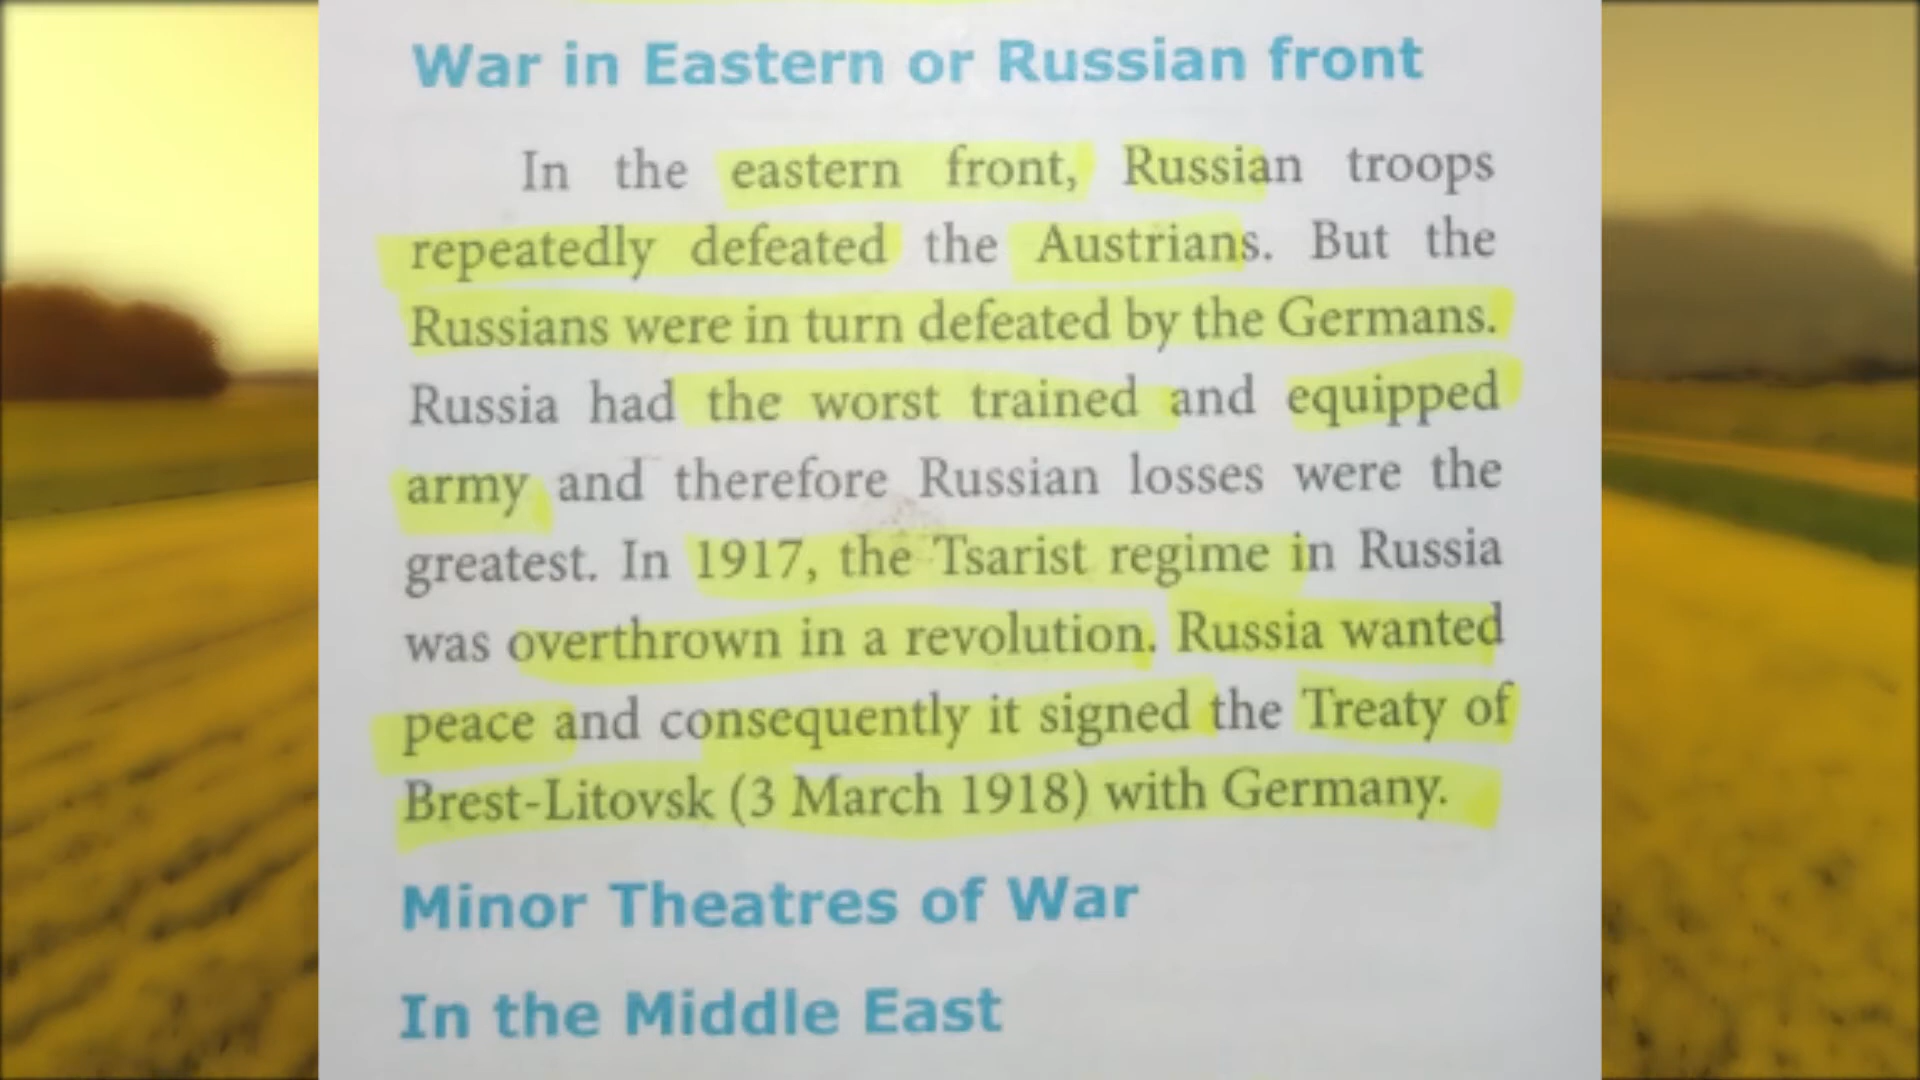 War in Eastern or Russian front
In the eastern front, Russian troops
repeatedly defeated the Austrians. But the
Russians were in turn defeated by the Germans.
Russia had the worst trained and equipped
army and therefore Russian losses were the
greatest. In 1917, the Tsarist regime in Russia
was overthrown in a revolution. Russia wanted
peace and consequently it signed the Treaty of
Brest-Litovsk (3 March 1918) with Germany.
Minor Theatres of War
In the Middle East